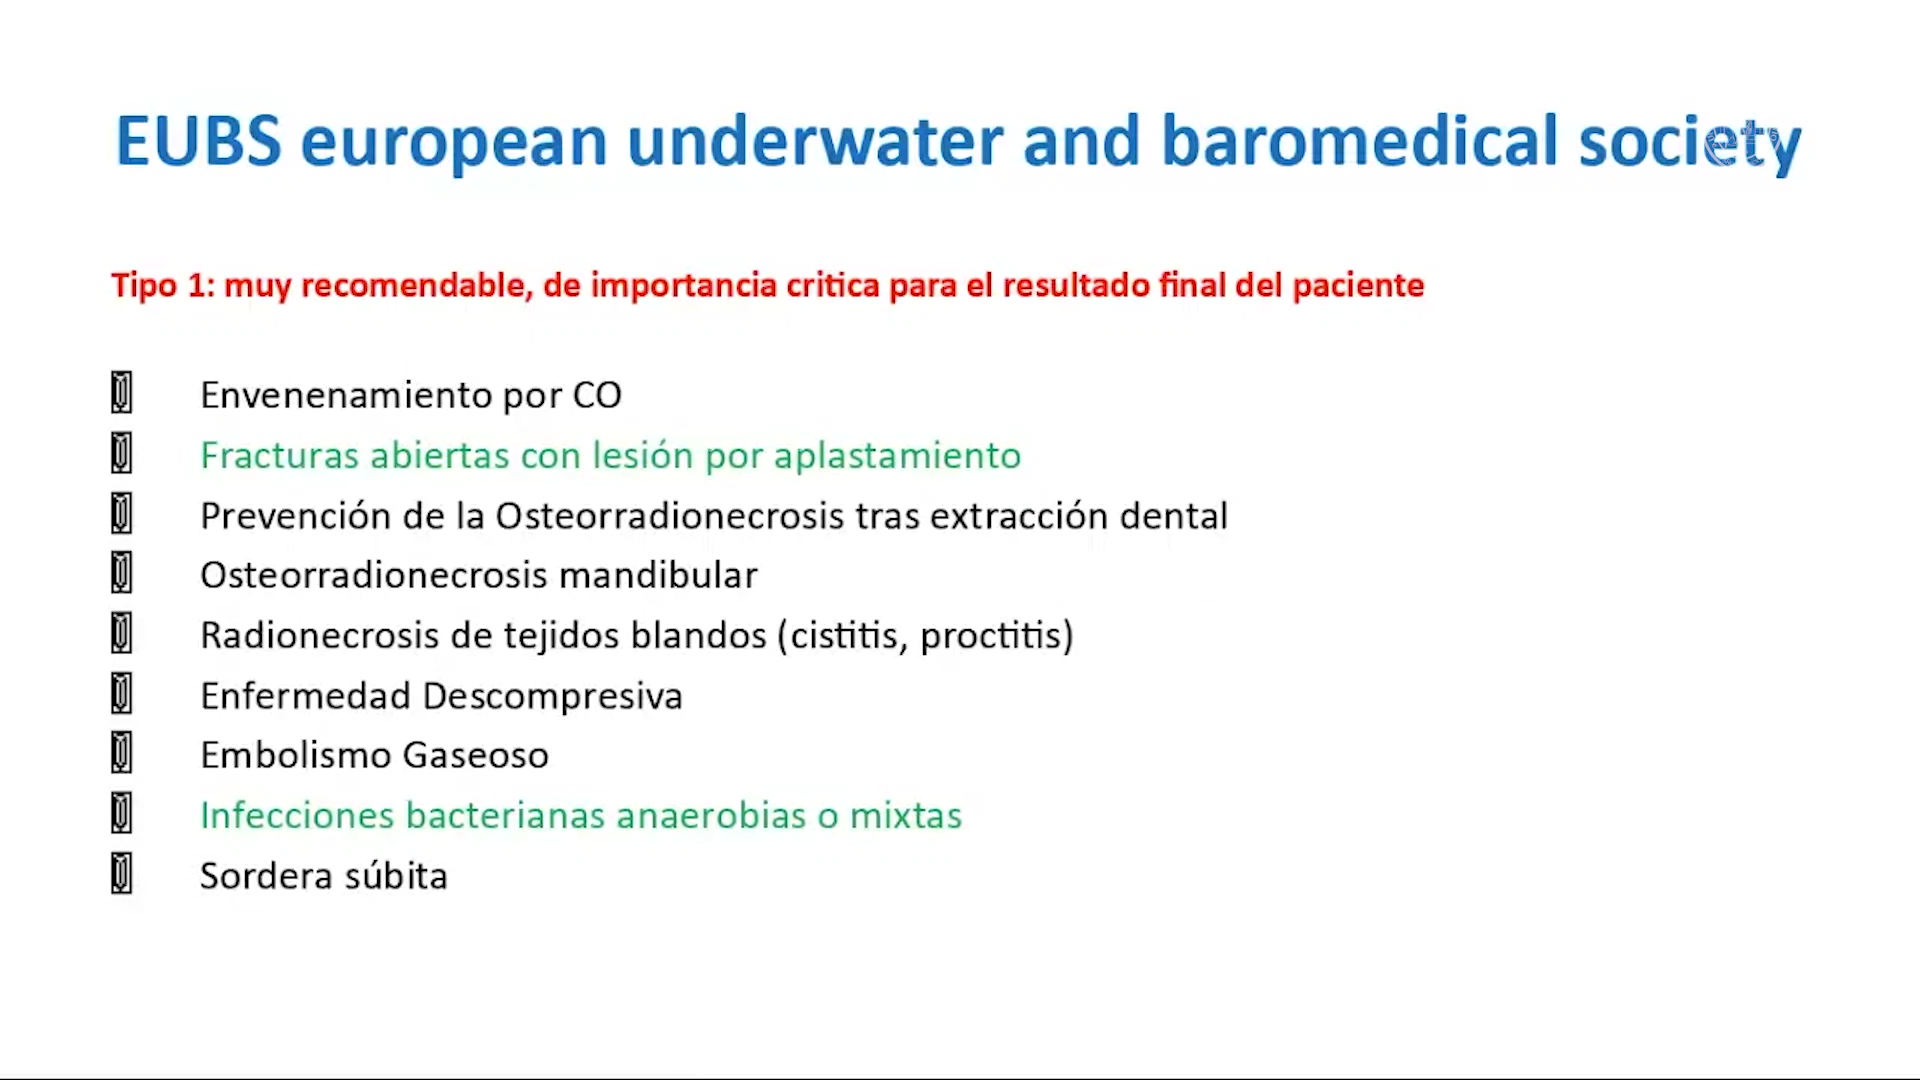 EUBS european underwater and baromedical society
Tipo 1: muy recomendable, de importancia critica para el resultado final del paciente
Envenenamiento por CO
Fracturas abiertas con lesión por aplastamiento
Prevención de la Osteorradionecrosis tras extracción dental
Osteorradionecrosis mandibular
Radionecrosis de tejidos blandos (cistitis, proctitis)
Enfermedad Descompresiva
Embolismo Gaseoso
Infecciones bacterianas anaerobias o mixtas
Sordera súbita